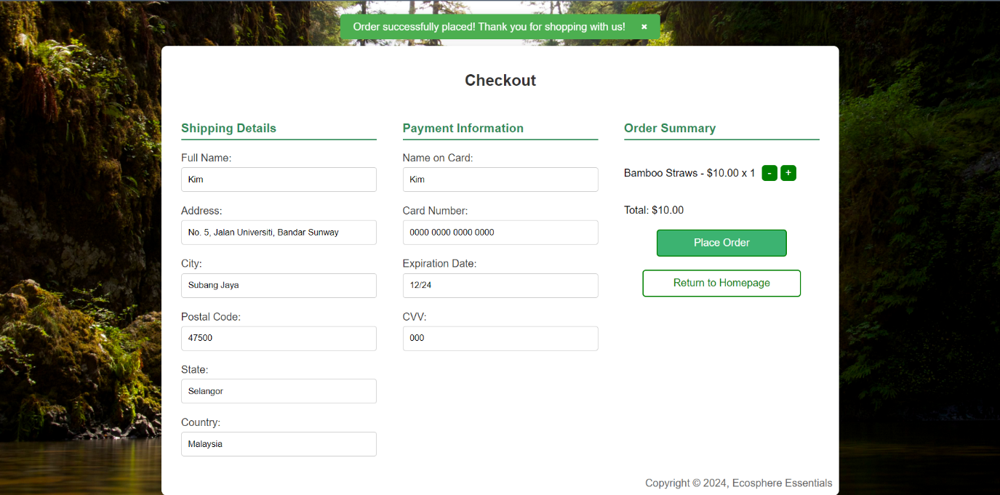 Order successfully placed! Thank you for shopping with us! ×
Checkout
Shipping Details
Full Name:
Kim
Address:
No. 5, Jalan Universiti, Bandar Sunway
City:
Subang Jaya
Postal Code:
47500
State:
Selangor
Country:
Malaysia
Payment Information
Name on Card:
Kim
Card Number:
0000 0000 0000 0000
Expiration Date:
12/24
CVV:
000
Order Summary
Bamboo Straws - $10.00 x 1 - +
Total: $10.00
Place Order
Return to Homepage
Copyright © 2024, Ecosphere Essentials